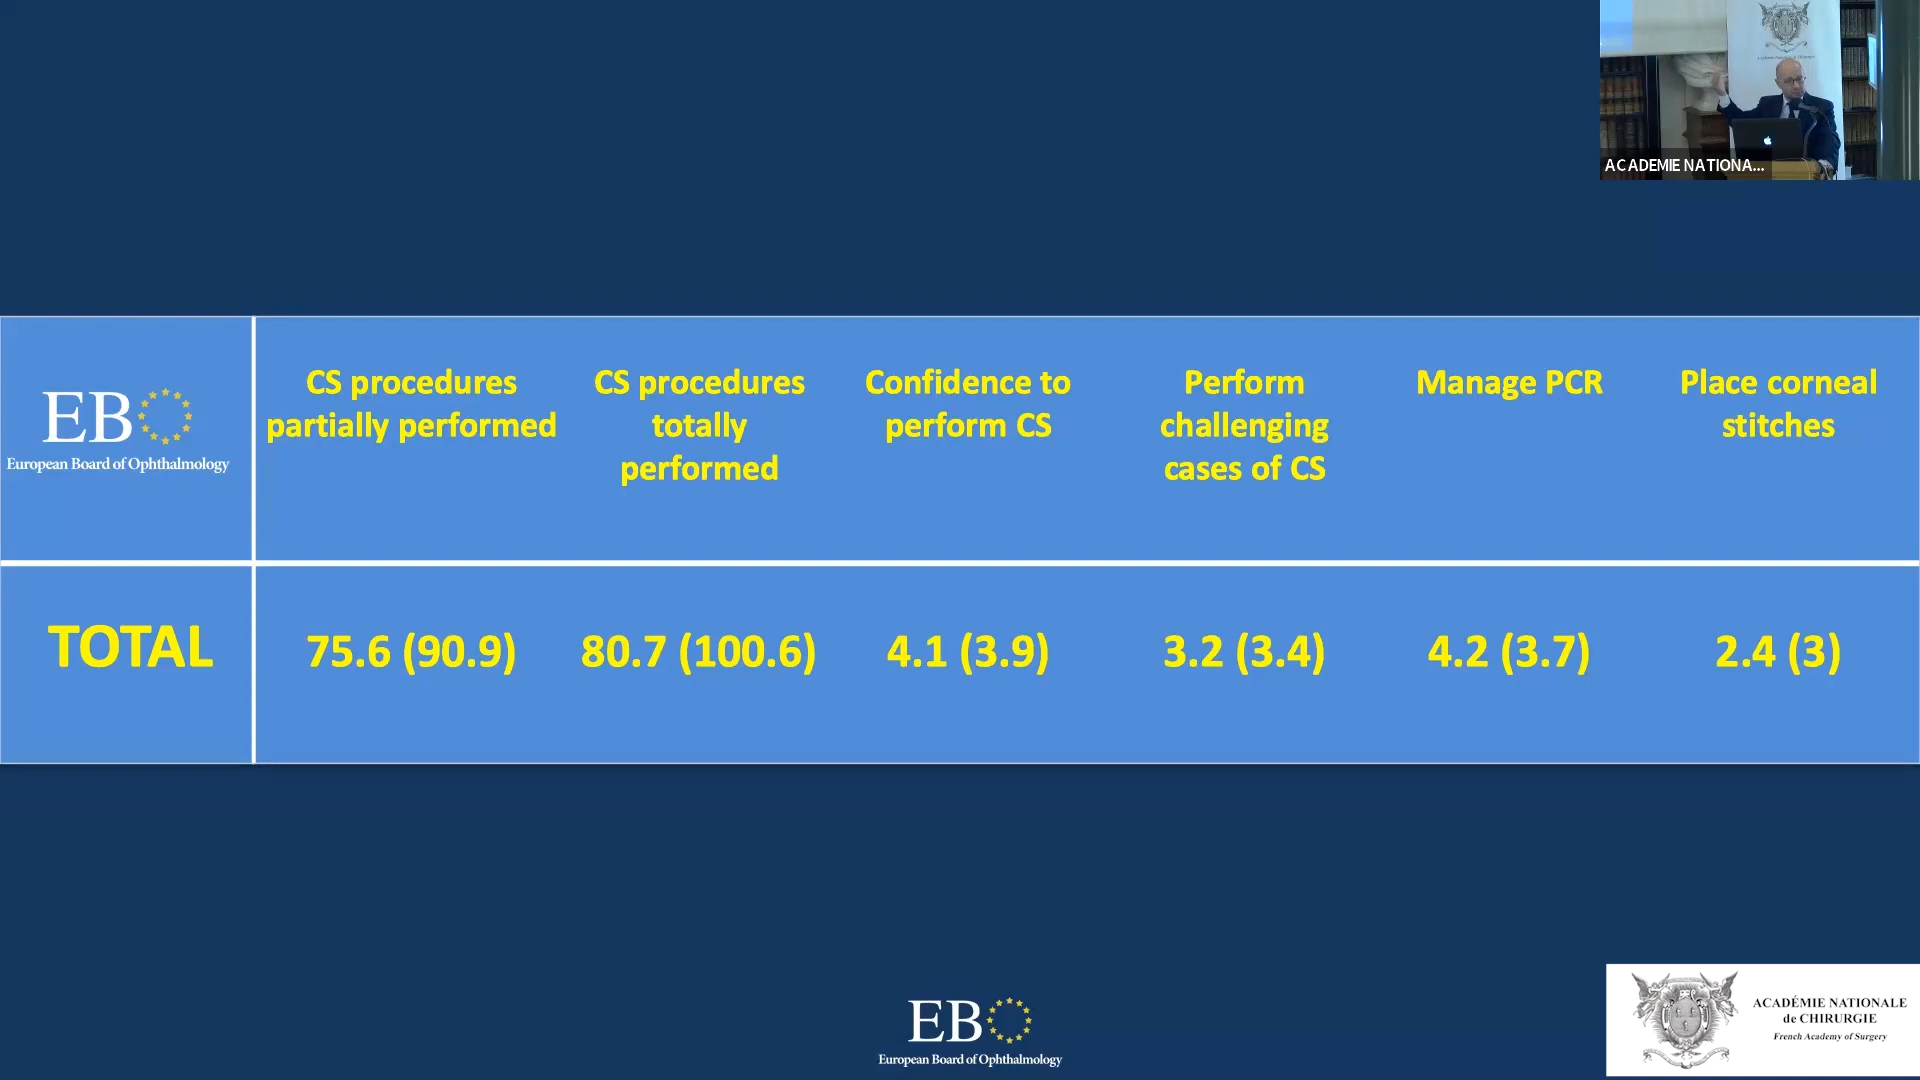 ACADEMIE NATIONA...
EBO
European Board of Ophthalmology
CS procedures
partially performed
CS procedures
totally
performed
Confidence to
perform CS
Perform
challenging
cases of CS
Manage PCR
Place corneal
stitches
TOTAL
75.6 (90.9)
80.7 (100.6)
4.1 (3.9)
3.2 (3.4)
4.2 (3.7)
2.4 (3)
EBO
European Board of Ophthalmology
ACADÉMIE NATIONALE
de CHIRURGIE
French Academy of Surgery